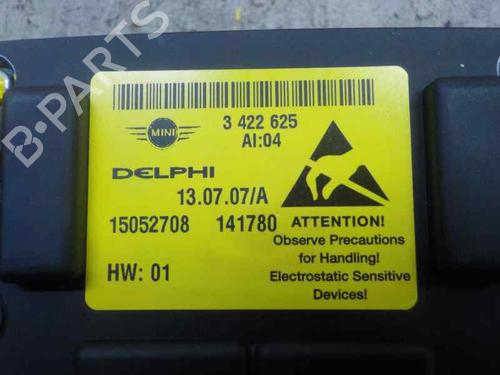 B-PARTS
MINI
3 422 625
AI:04
DELPHI
13.07.07/A
15052708 141780
HW: 01
ATTENTION!
Observe Precautions
for Handling!
Electrostatic Sensitive
Devices!